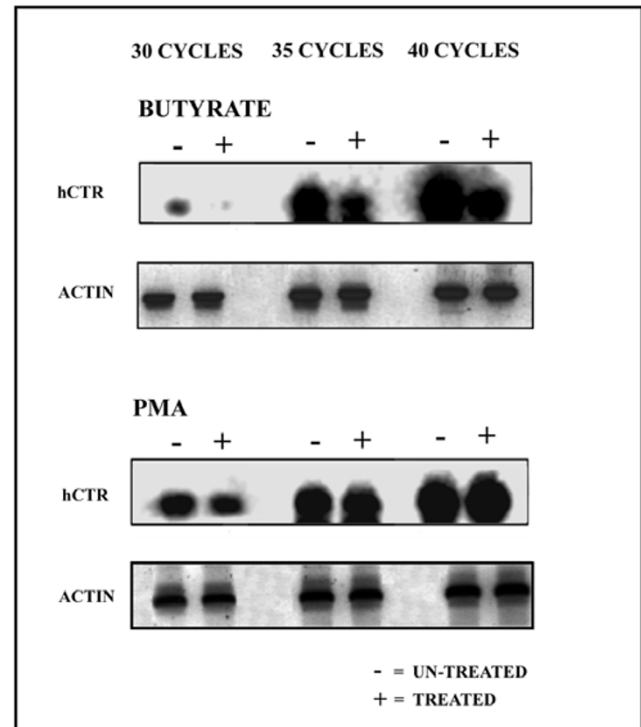 30 CYCLES 35 CYCLES 40 CYCLES
BUTYRATE
- + - + - +
hCTR
ACTIN
PMA
- + - + - +
hCTR
ACTIN
- = UN-TREATED
+ = TREATED